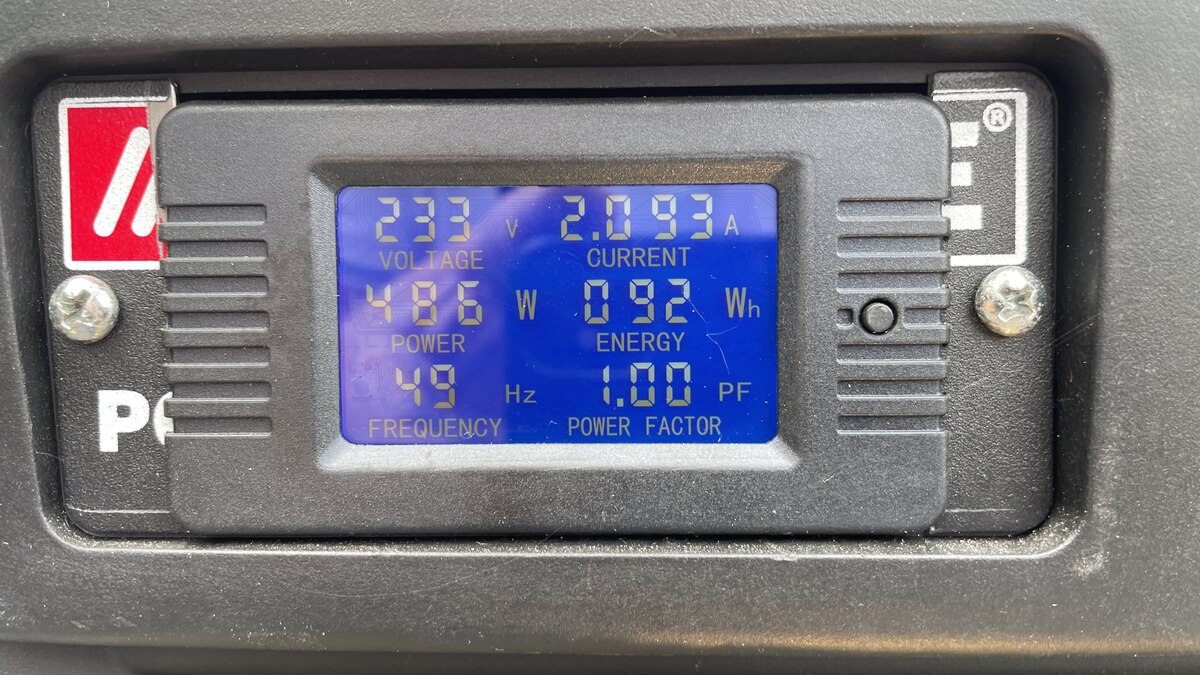 233 V 2.093 A
VOLTAGE CURRENT
486 W 092 Wh
POWER ENERGY
49 Hz 1.00 PF
FREQUENCY POWER FACTOR
®